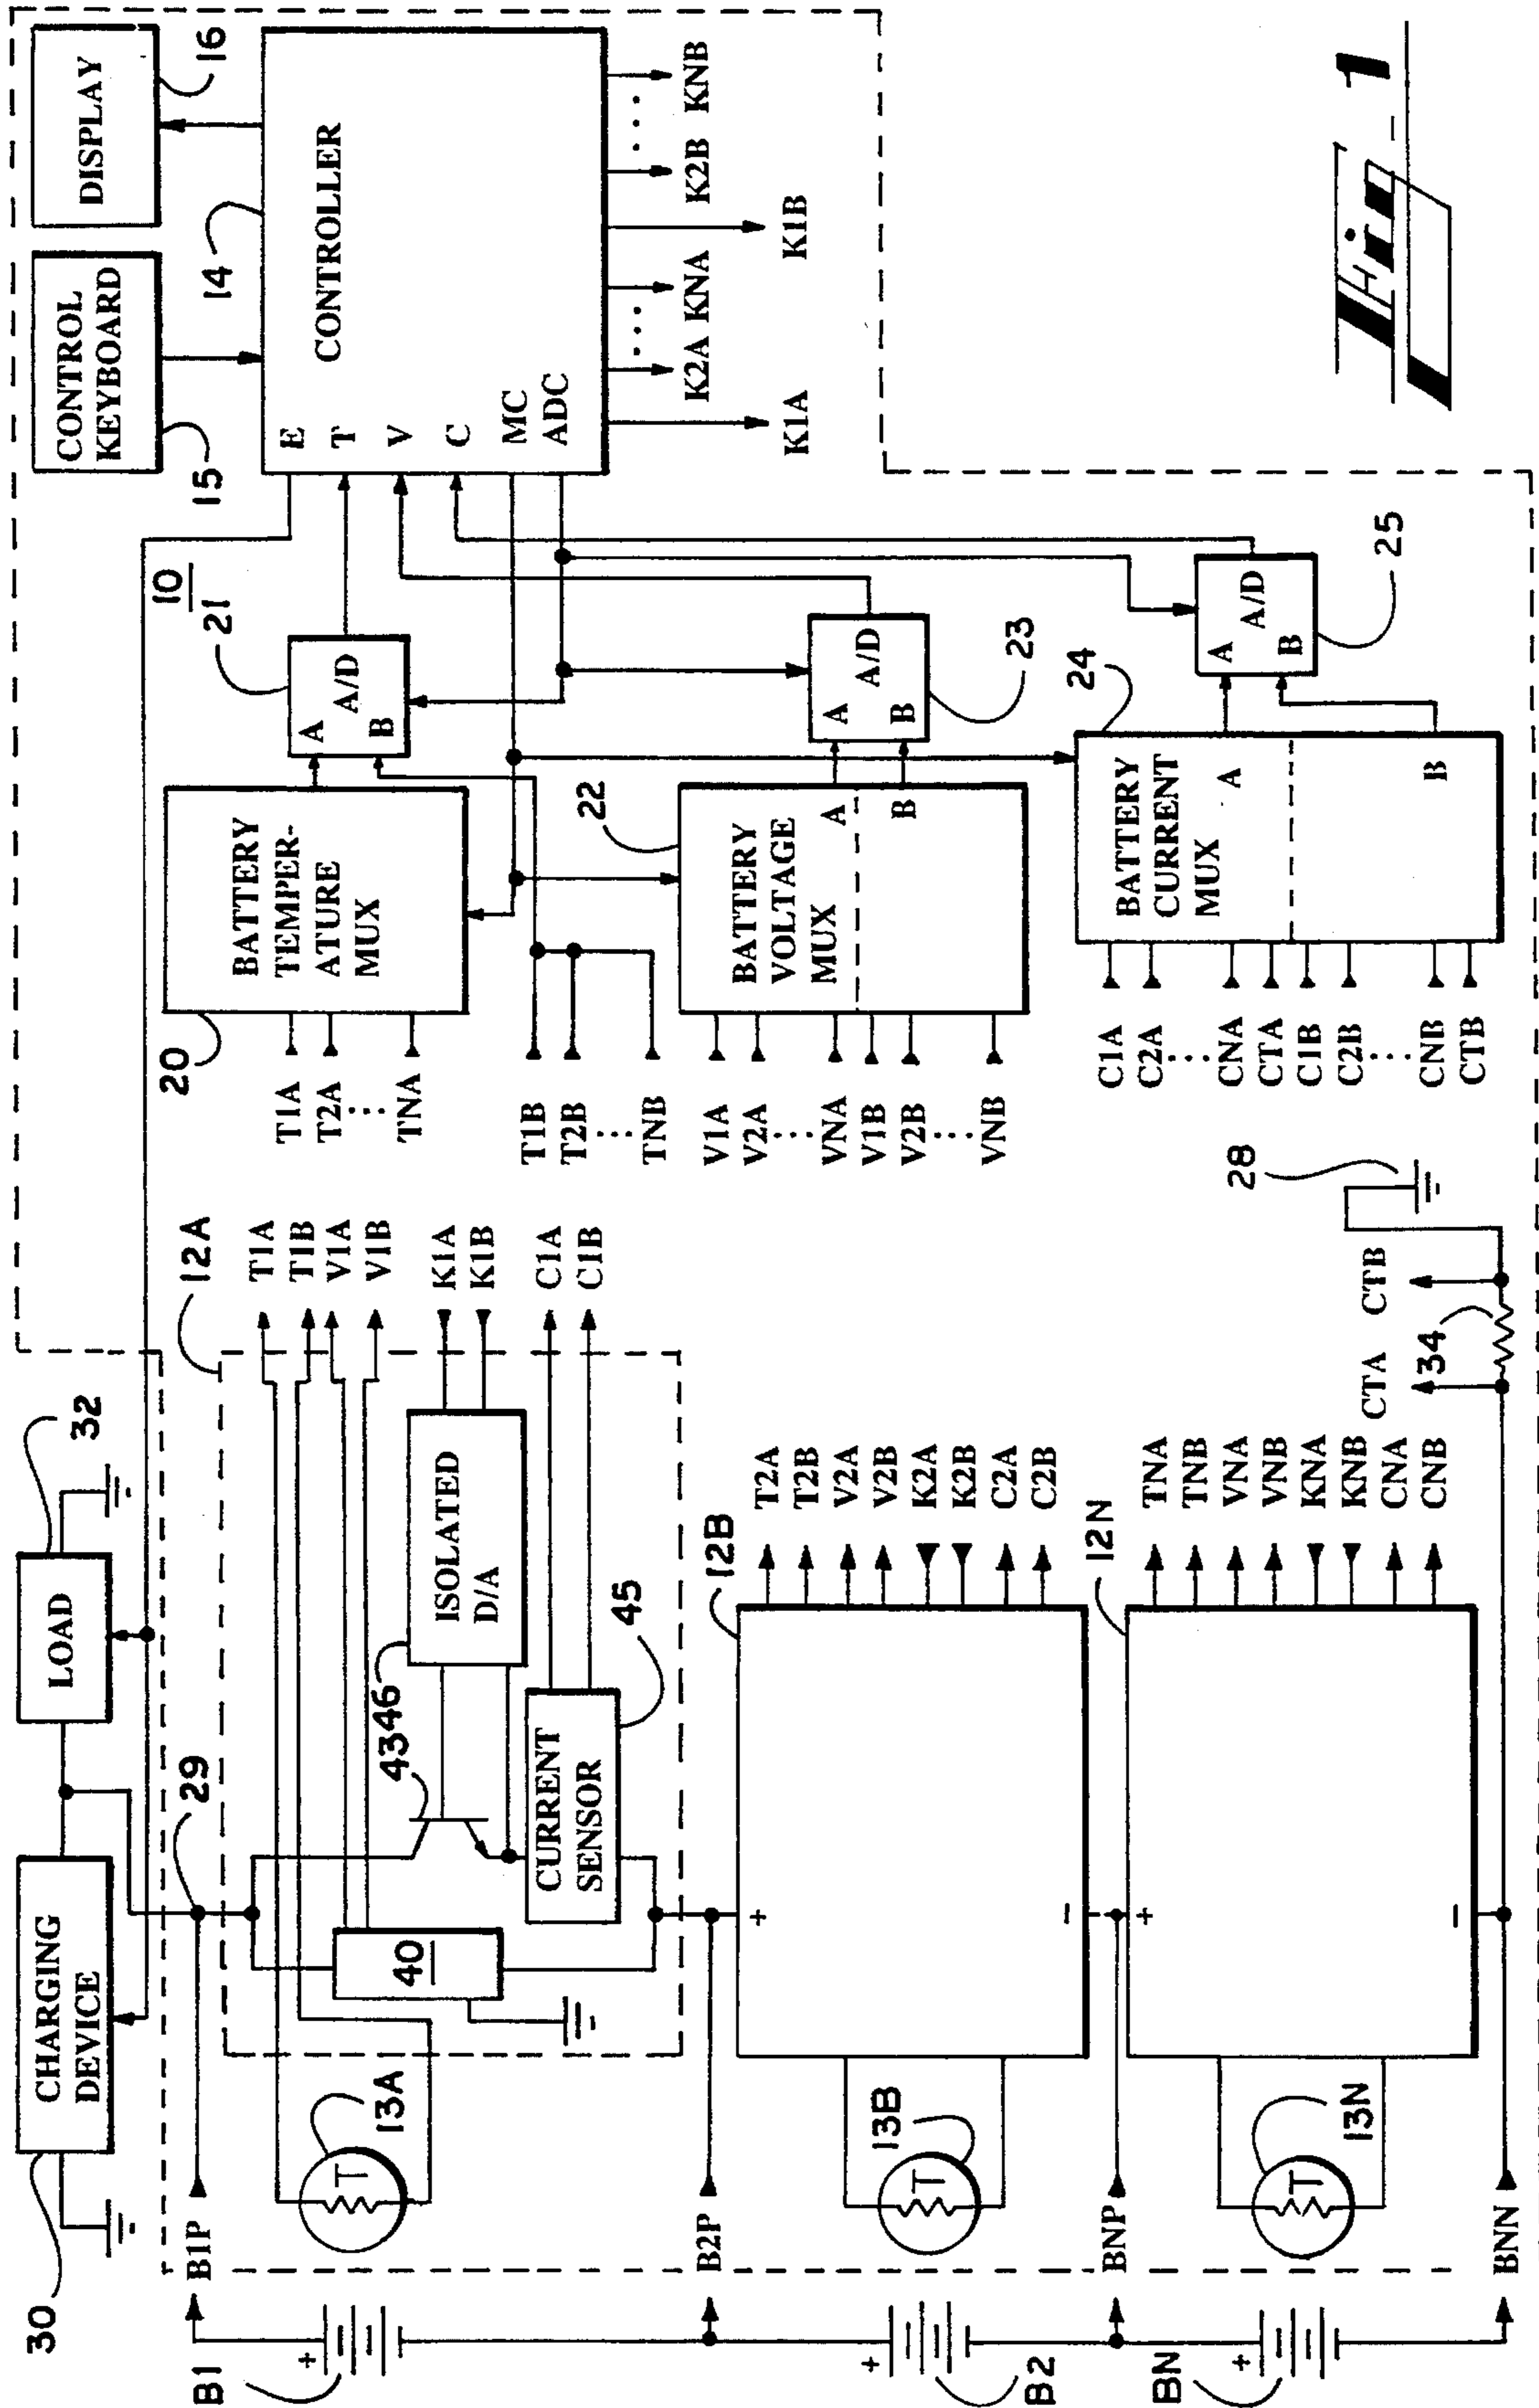 30
CHARGING
DEVICE
LOAD
32
29
B1P
B1
+
13A
T
12A
40
43
46
ISOLATED
D/A
CURRENT
SENSOR
45
T1A
T1B
V1A
V1B
K1A
K1B
C1A
C1B
B2P
B2
+
13B
T
12B
+
−
T2A
T2B
V2A
V2B
K2A
K2B
C2A
C2B
BNP
BN
+
13N
T
12N
+
−
TNA
TNB
VNA
VNB
KNA
KNB
CNA
CNB
BNN
CTA
CTB
34
28
10
20
BATTERY
TEMPER-
ATURE
MUX
T1A
T2A
TNA
T1B
T2B
TNB
21
A
A/D
B
22
BATTERY
VOLTAGE
MUX
A
B
V1A
V2A
VNA
V1B
V2B
VNB
23
A
A/D
B
24
BATTERY
CURRENT
MUX
A
B
C1A
C2A
CNA
CTA
C1B
C2B
CNB
CTB
25
A
A/D
B
CONTROL
KEYBOARD
15
DISPLAY
16
14
CONTROLLER
E
T
V
C
MC
ADC
K1A
K2A
KNA
K1B
K2B
KNB
Fig_1